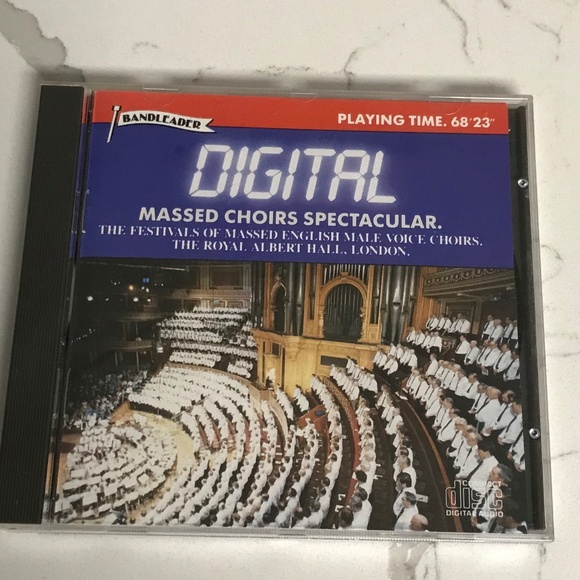 BANDLEADER
PLAYING TIME. 68'23"
DIGITAL
MASSED CHOIRS SPECTACULAR.
THE FESTIVALS OF MASSED ENGLISH MALE VOICE CHOIRS.
THE ROYAL ALBERT HALL, LONDON.
COMPACT
disc
DIGITAL AUDIO